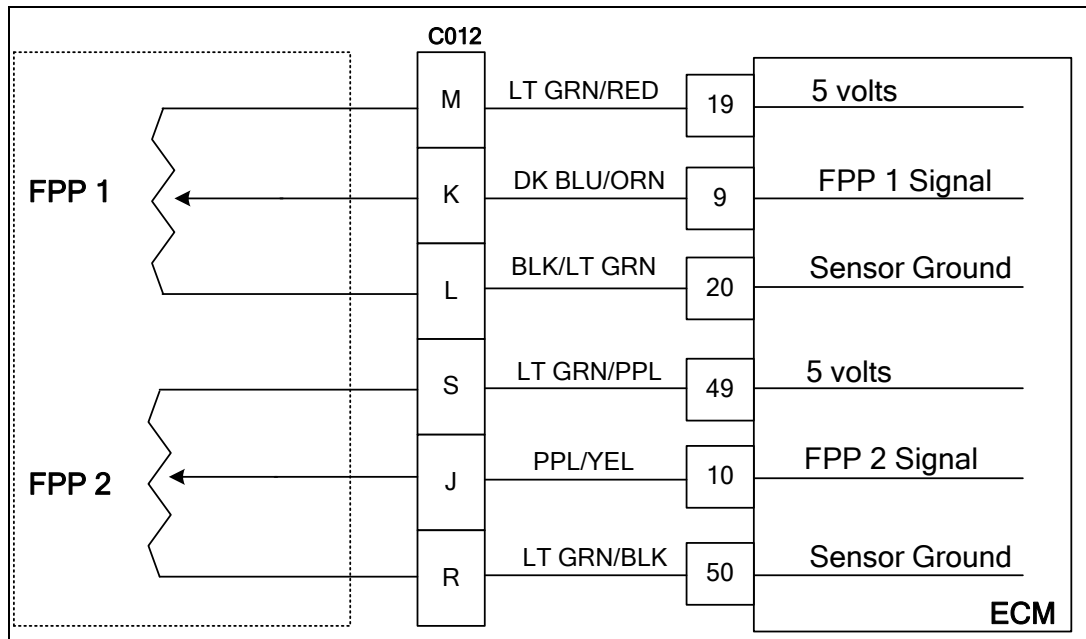 C012
M LT GRN/RED 19 5 volts
FPP 1 K DK BLU/ORN 9 FPP 1 Signal
L BLK/LT GRN 20 Sensor Ground
S LT GRN/PPL 49 5 volts
FPP 2 J PPL/YEL 10 FPP 2 Signal
R LT GRN/BLK 50 Sensor Ground
ECM